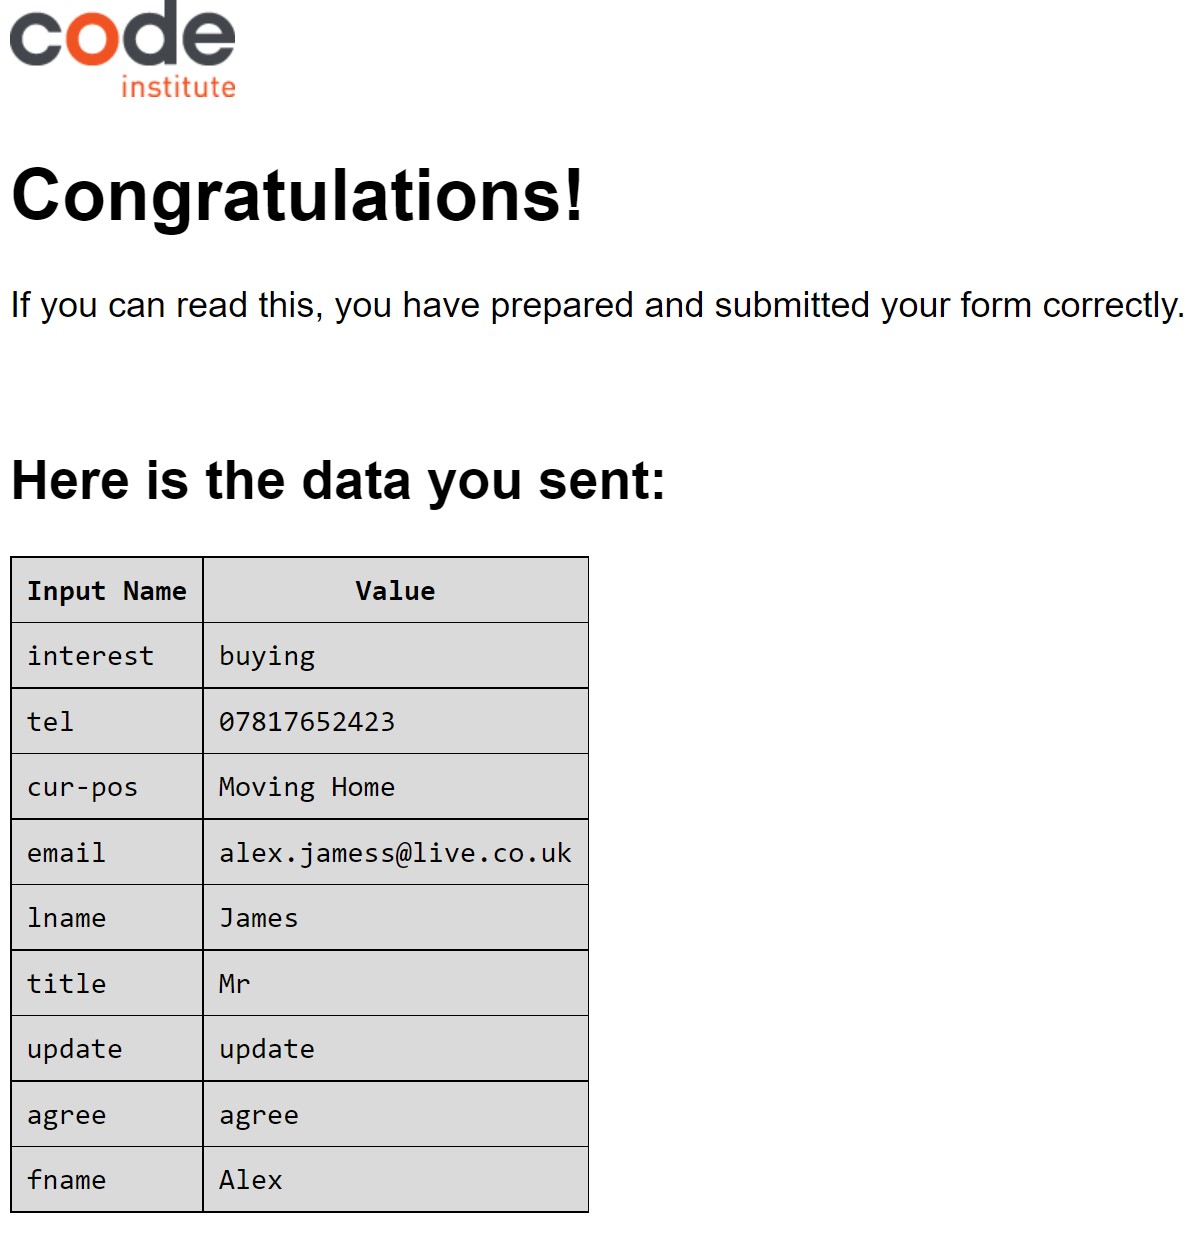 code
institute
Congratulations!
If you can read this, you have prepared and submitted your form correctly.
Here is the data you sent:
Input Name Value
interest buying
tel 07817652423
cur-pos Moving Home
email alex.jamess@live.co.uk
lname James
title Mr
update update
agree agree
fname Alex